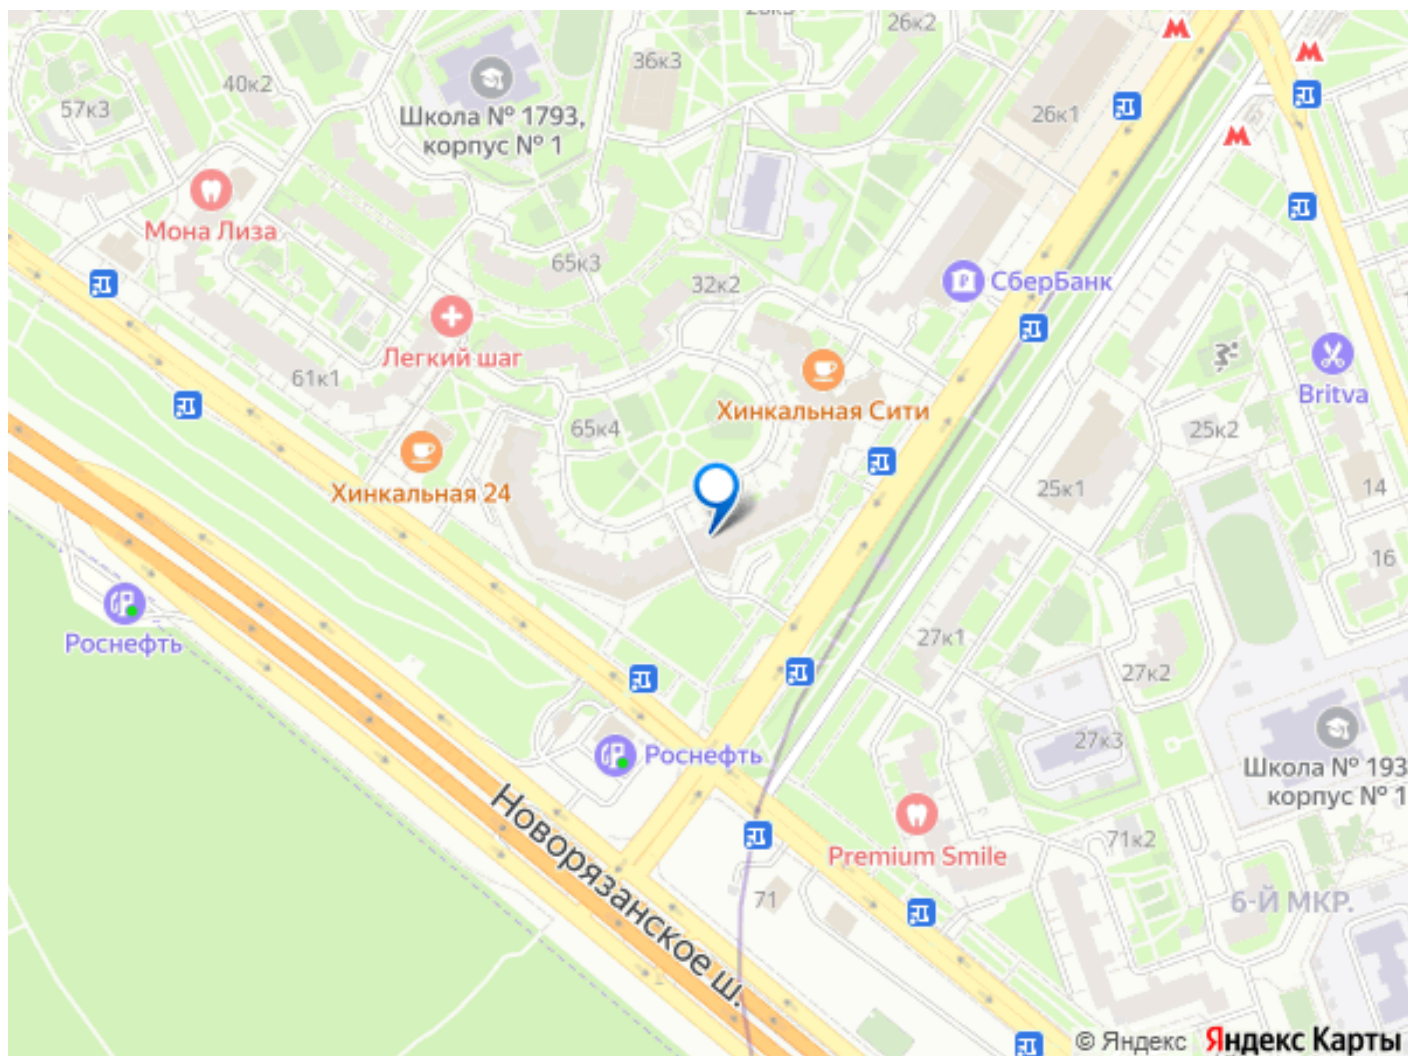 26к2
36к3
40к2
57к3
Школа № 1793,
корпус № 1
26к1
Мона Лиза
65к3
32к2
СберБанк
Легкий шаг
61к1
Хинкальная Сити
Britva
65к4
25к2
Хинкальная 24
25к1
14
16
Роснефть
27к1
27к2
Роснефть
27к3
Школа № 193
корпус № 1
Новорязанское ш.
Premium Smile
71к2
71
6-Й МКР.
© Яндекс Яндекс Карты